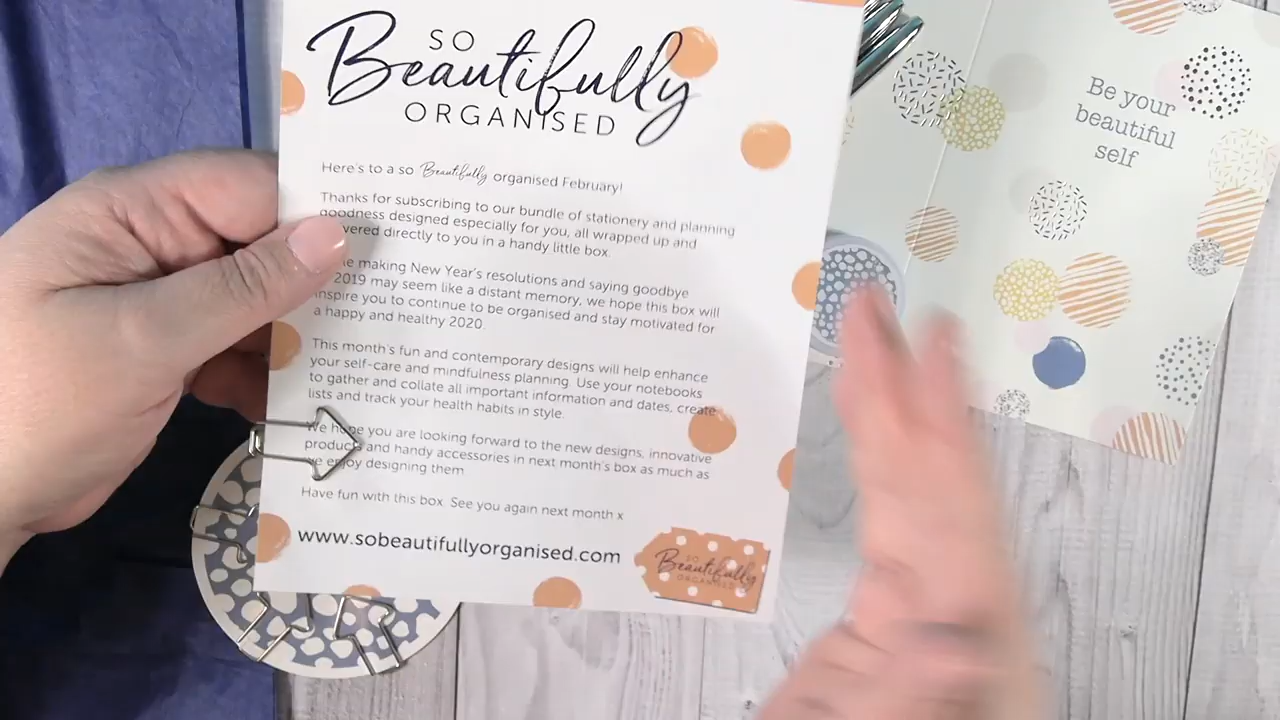 SO
Beautifully
ORGANISED
Here's to a so Beautifully organised February!
Thanks for subscribing to our bundle of stationery and planning
goodness designed especially for you, all wrapped up and
vered directly to you in a handy little box.
making New Year's resolutions and saying goodbye
2019 may seem like a distant memory, we hope this box will
inspire you to continue to be organised and stay motivated for
a happy and healthy 2020.
This month's fun and contemporary designs will help enhance
your self-care and mindfulness planning. Use your notebooks
to gather and collate all important information and dates, create
lists and track your health habits in style.
We hope you are looking forward to the new designs, innovative
products and handy accessories in next month's box as much as
we enjoy designing them.
Have fun with this box. See you again next month x
www.sobeautifullyorganised.com
SO
Beautifully
ORGANISED
Be your
beautiful
self